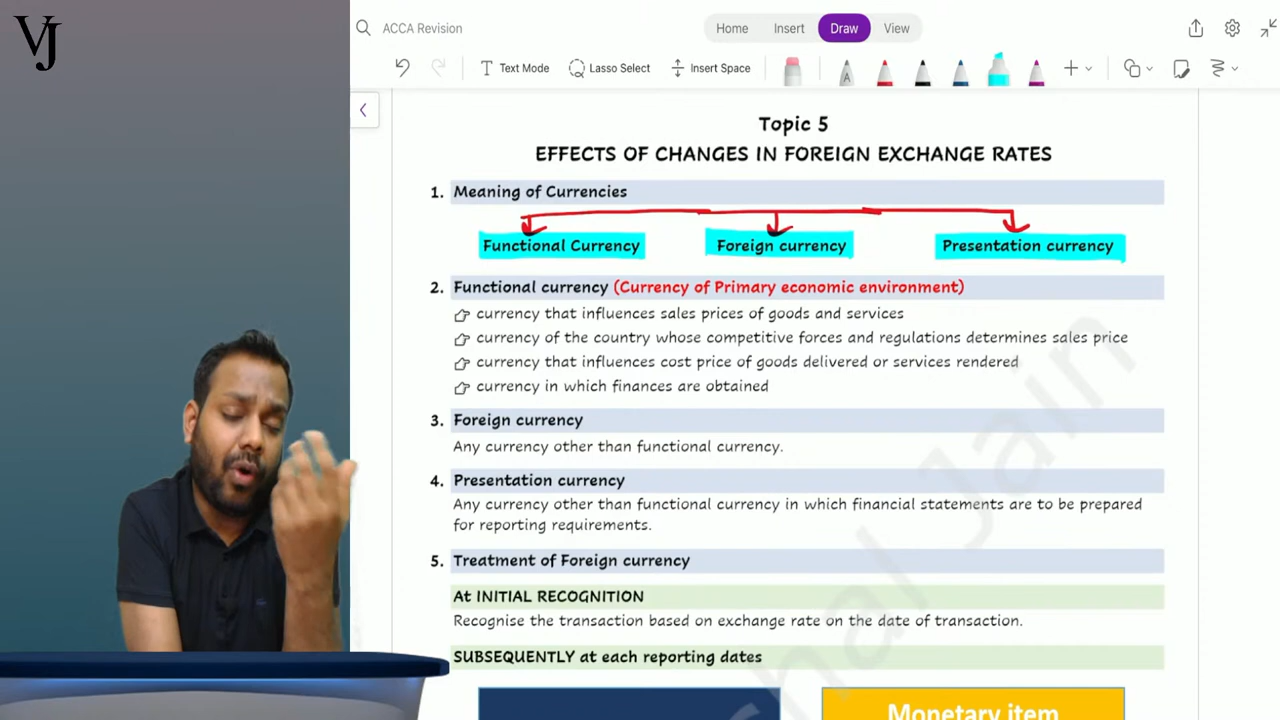 VJ
ACCA Revision
Home Insert Draw View
Text Mode Lasso Select Insert Space
A
Topic 5
EFFECTS OF CHANGES IN FOREIGN EXCHANGE RATES
1. Meaning of Currencies
Functional Currency Foreign currency Presentation currency
2. Functional currency (Currency of Primary economic environment)
currency that influences sales prices of goods and services
currency of the country whose competitive forces and regulations determines sales price
currency that influences cost price of goods delivered or services rendered
currency in which finances are obtained
3. Foreign currency
Any currency other than functional currency.
4. Presentation currency
Any currency other than functional currency in which financial statements are to be prepared
for reporting requirements.
5. Treatment of Foreign currency
At INITIAL RECOGNITION
Recognise the transaction based on exchange rate on the date of transaction.
SUBSEQUENTLY at each reporting dates
Monetary item
Jain